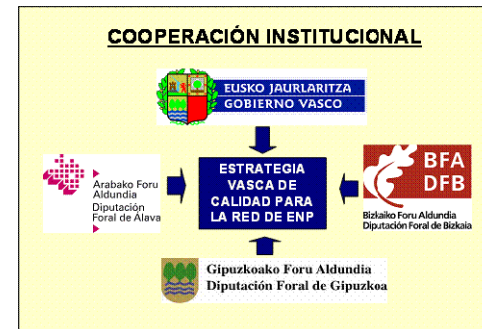 COOPERACIÓN INSTITUCIONAL
EUSKO JAURLARITZA
GOBIERNO VASCO
Arabako Foru
Aldundia
Diputación
Foral de Álava
ESTRATEGIA
VASCA DE
CALIDAD PARA
LA RED DE ENP
BFA
DFB
Bizkaiko Foru Aldundia
Diputación Foral de Bizkaia
Gipuzkoako Foru Aldundia
Diputación Foral de Gipuzkoa